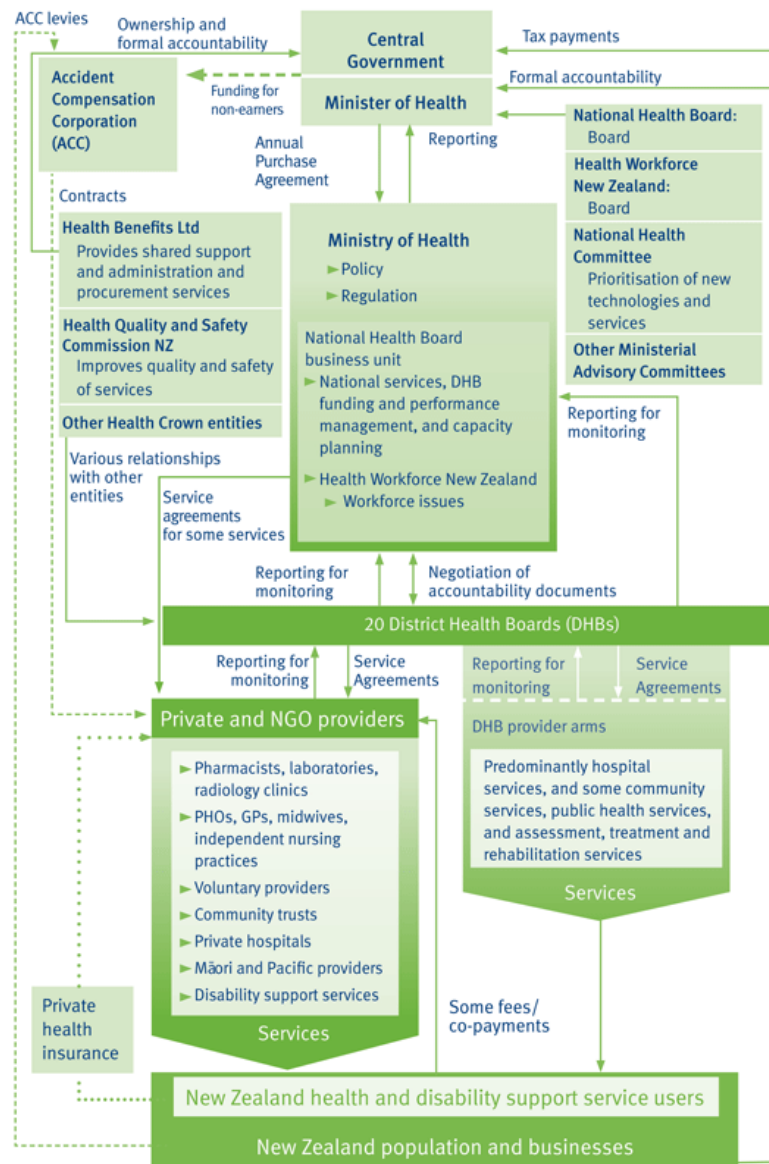 ACC levies
Ownership and
formal accountability
Central
Government
Tax payments
Accident
Compensation
Corporation
(ACC)
Funding for
non-earners
Minister of Health
Formal accountability
Annual
Purchase
Agreement
Reporting
National Health Board:
Board
Health Workforce
New Zealand:
Board
National Health
Committee
Prioritisation of new
technologies and
services
Other Ministerial
Advisory Committees
Contracts
Health Benefits Ltd
Provides shared support
and administration and
procurement services
Health Quality and Safety
Commission NZ
Improves quality and safety
of services
Other Health Crown entities
Ministry of Health
► Policy
► Regulation
National Health Board
business unit
► National services, DHB
funding and performance
management, and capacity
planning
► Health Workforce New Zealand
► Workforce issues
Reporting for
monitoring
Various relationships
with other
entities
Service
agreements
for some services
Reporting for
monitoring
Negotiation of
accountability documents
20 District Health Boards (DHBs)
Reporting for
monitoring
Service
Agreements
Reporting for
monitoring
Service
Agreements
Private and NGO providers
► Pharmacists, laboratories,
radiology clinics
► PHOs, GPs, midwives,
independent nursing
practices
► Voluntary providers
► Community trusts
► Private hospitals
► Māori and Pacific providers
► Disability support services
Services
DHB provider arms
Predominantly hospital
services, and some community
services, public health services,
and assessment, treatment and
rehabilitation services
Services
Private
health
insurance
Some fees/
co-payments
New Zealand health and disability support service users
New Zealand population and businesses